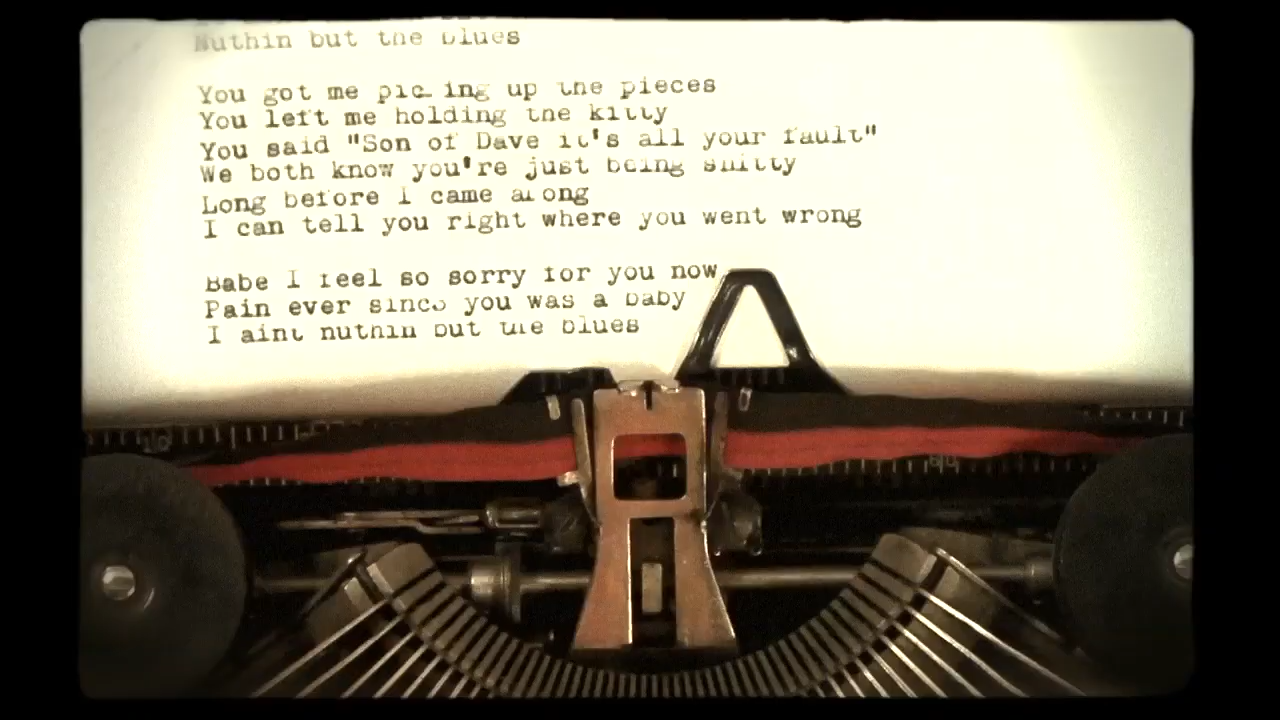 Nuthin but the blues
You got me picking up the pieces
You left me holding the kitty
You said "Son of Dave it's all your fault"
We both know you're just being shitty
Long before I came along
I can tell you right where you went wrong
Babe I feel so sorry for you now
Pain ever since you was a baby
I aint nuthin but the blues